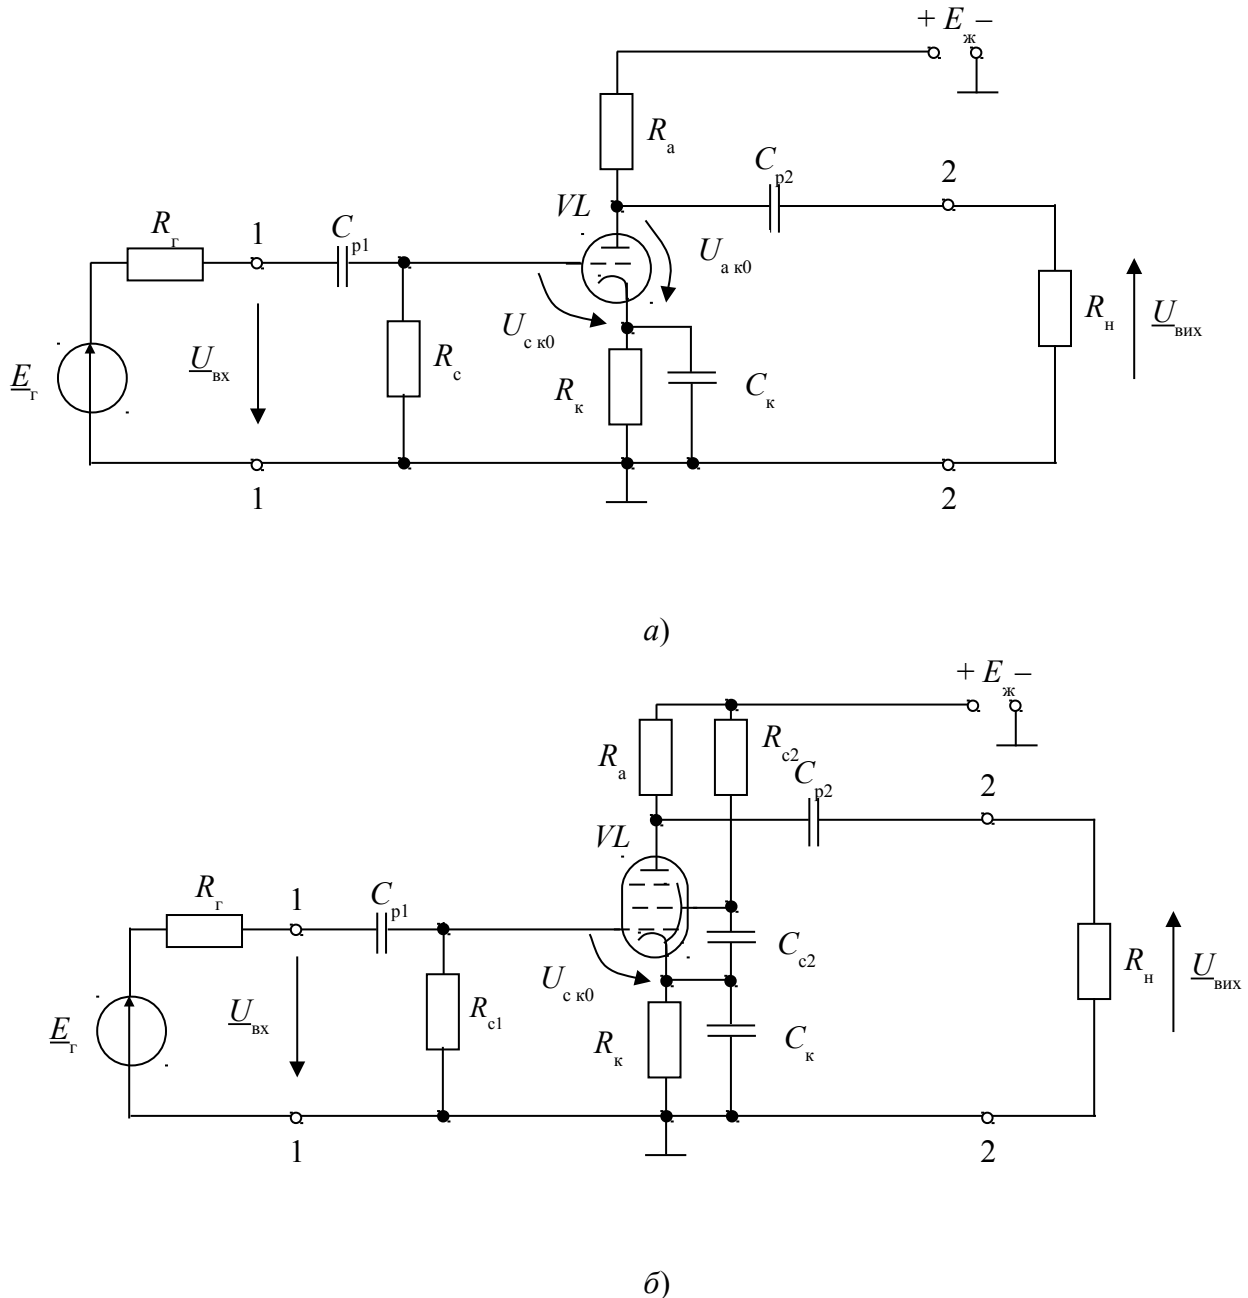 + Eж –
Rа
Cр2
2
VL
Rг
1
Cр1
Uа к0
Uс к0
Rн
Uвих
Eг
Uвх
Rс
Rк
Cк
1
2
а)
+ Eж –
Rа
Rс2
Cр2
2
VL
Rг
1
Cр1
Cс2
Uс к0
Rн
Uвих
Eг
Uвх
Rс1
Rк
Cк
1
2
б)